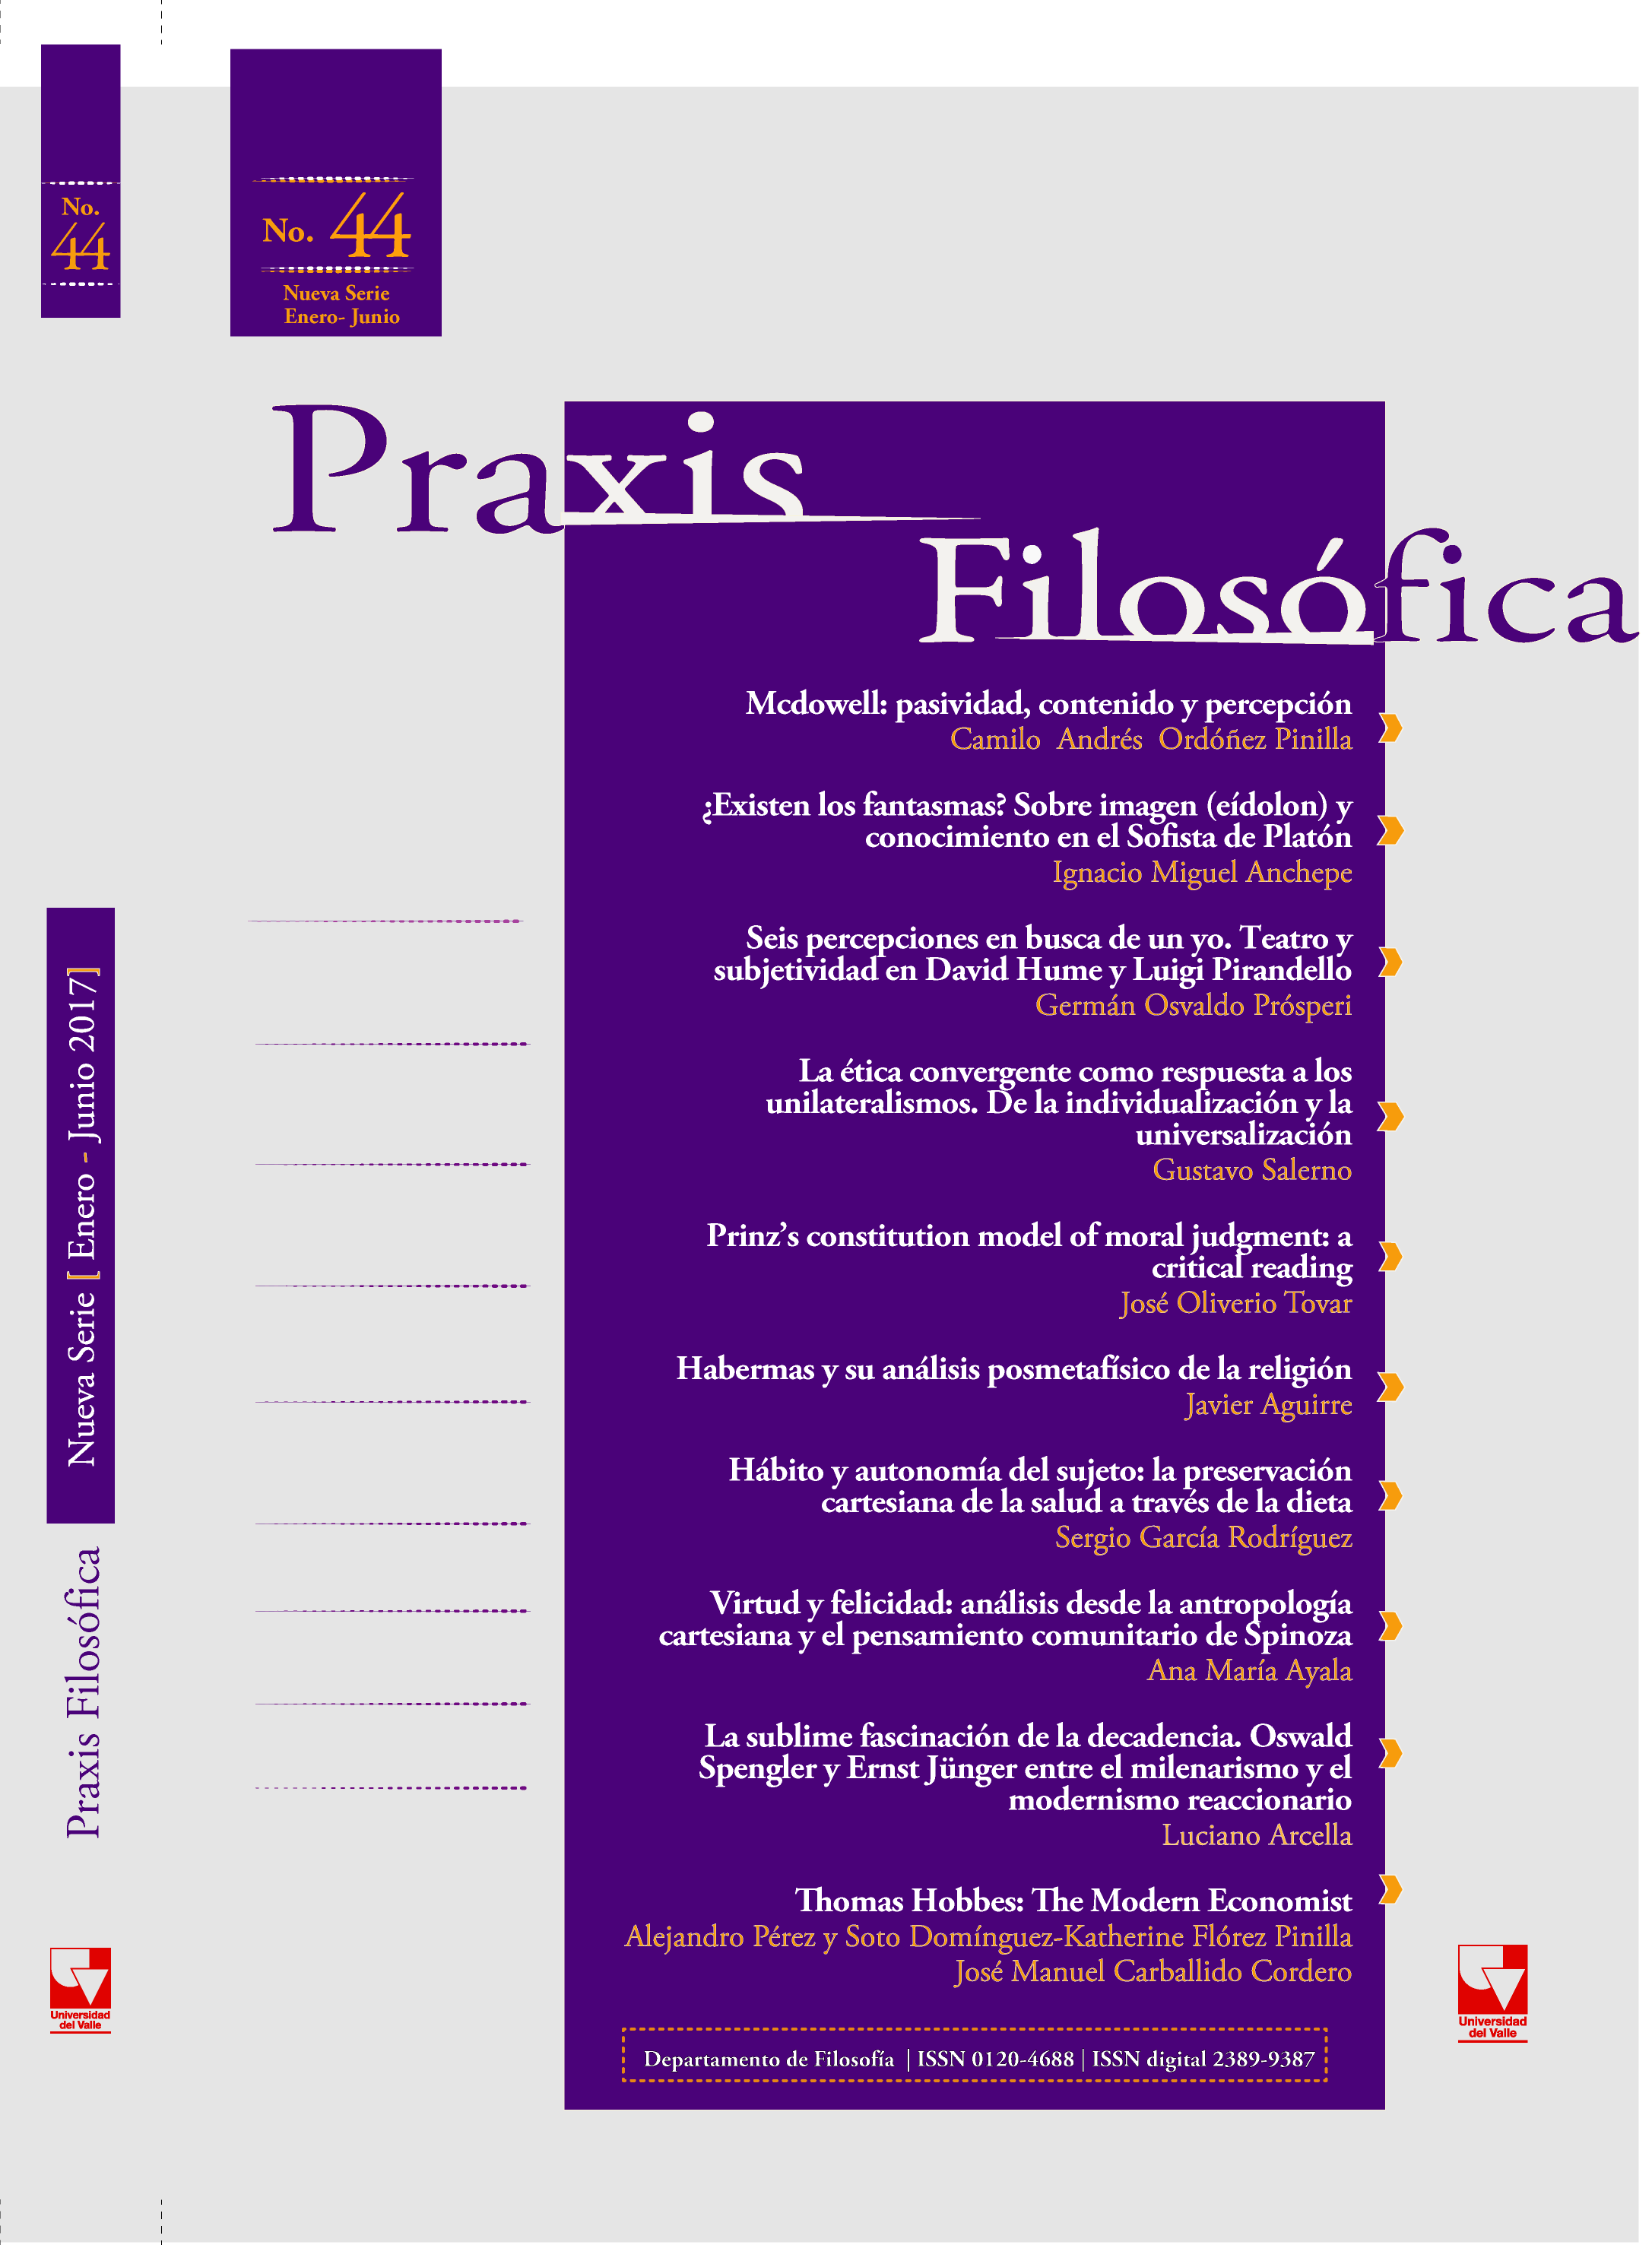 No.
44
Nueva Serie [ Enero - Junio 2017]
Praxis Filosófica
Universidad
del Valle
No. 44
Nueva Serie
Enero- Junio
Praxis
Filosófica
Mcdowell: pasividad, contenido y percepción
Camilo Andrés Ordóñez Pinilla
¿Existen los fantasmas? Sobre imagen (eídolon) y
conocimiento en el Sofista de Platón
Ignacio Miguel Anchepe
Seis percepciones en busca de un yo. Teatro y
subjetividad en David Hume y Luigi Pirandello
Germán Osvaldo Prósperi
La ética convergente como respuesta a los
unilateralismos. De la individualización y la
universalización
Gustavo Salerno
Prinz’s constitution model of moral judgment: a
critical reading
José Oliverio Tovar
Habermas y su análisis posmetafísico de la religión
Javier Aguirre
Hábito y autonomía del sujeto: la preservación
cartesiana de la salud a través de la dieta
Sergio García Rodríguez
Virtud y felicidad: análisis desde la antropología
cartesiana y el pensamiento comunitario de Spinoza
Ana María Ayala
La sublime fascinación de la decadencia. Oswald
Spengler y Ernst Jünger entre el milenarismo y el
modernismo reaccionario
Luciano Arcella
Thomas Hobbes: The Modern Economist
Alejandro Pérez y Soto Domínguez-Katherine Flórez Pinilla
José Manuel Carballido Cordero
Departamento de Filosofía | ISSN 0120-4688 | ISSN digital 2389-9387
Universidad
del Valle